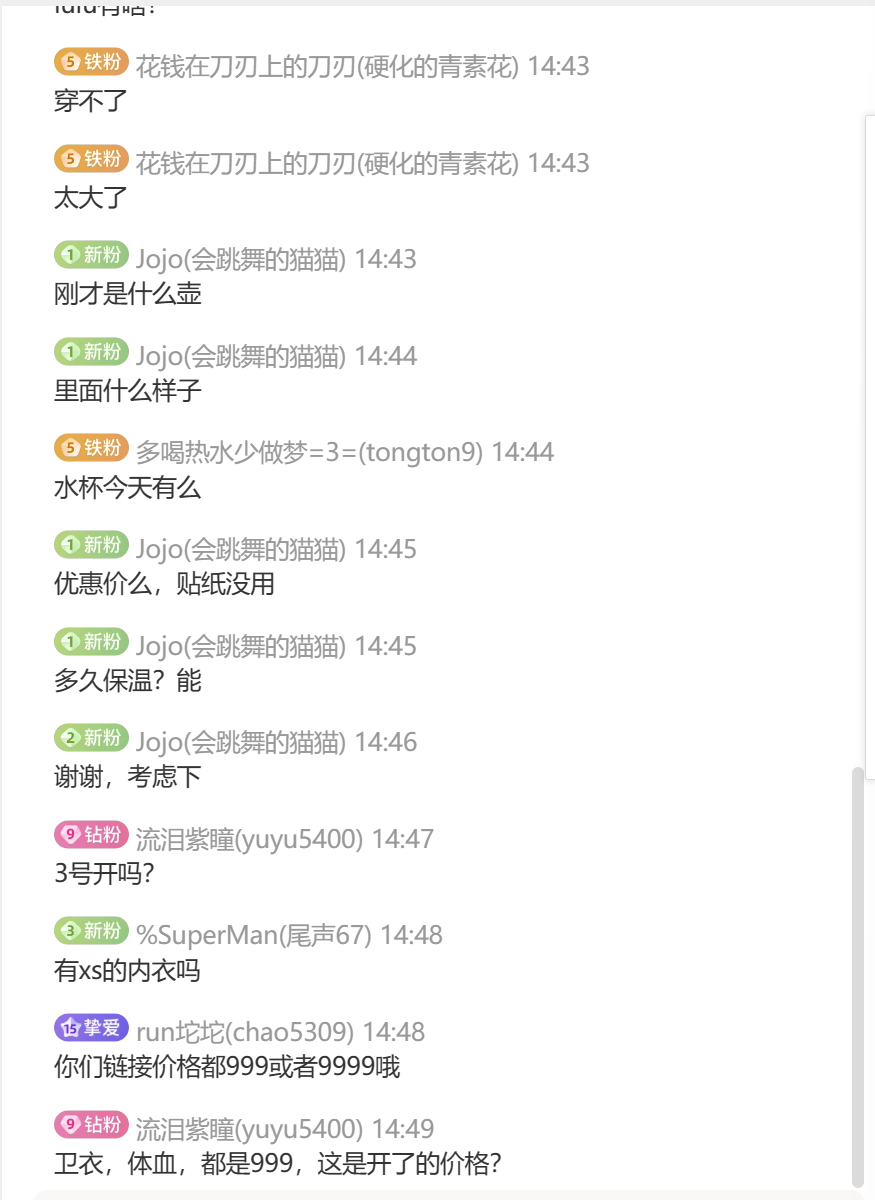 fufu有啥？
5 铁粉 花钱在刀刃上的刀刃(硬化的青素花) 14:43
穿不了
5 铁粉 花钱在刀刃上的刀刃(硬化的青素花) 14:43
太大了
1 新粉 Jojo(会跳舞的猫猫) 14:43
刚才是什么壶
1 新粉 Jojo(会跳舞的猫猫) 14:44
里面什么样子
5 铁粉 多喝热水少做梦=3=(tongton9) 14:44
水杯今天有么
1 新粉 Jojo(会跳舞的猫猫) 14:45
优惠价么，贴纸没用
1 新粉 Jojo(会跳舞的猫猫) 14:45
多久保温？能
2 新粉 Jojo(会跳舞的猫猫) 14:46
谢谢，考虑下
9 钻粉 流泪紫瞳(yuyu5400) 14:47
3号开吗？
3 新粉 %SuperMan(尾声67) 14:48
有xs的内衣吗
15 挚爱 run坨坨(chao5309) 14:48
你们链接价格都999或者9999哦
9 钻粉 流泪紫瞳(yuyu5400) 14:49
卫衣，体血，都是999，这是开了的价格？